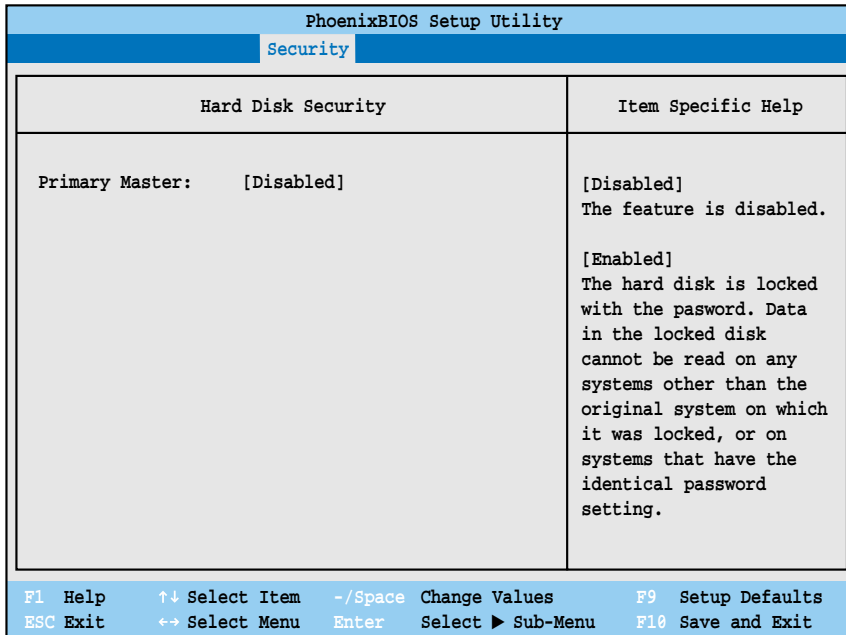 PhoenixBIOS Setup Utility
Security
Hard Disk Security
Item Specific Help
Primary Master: [Disabled]
[Disabled]
The feature is disabled.
[Enabled]
The hard disk is locked
with the pasword. Data
in the locked disk
cannot be read on any
systems other than the
original system on which
it was locked, or on
systems that have the
identical password
setting.
F1 Help ↑↓ Select Item -/Space Change Values F9 Setup Defaults
ESC Exit ←→ Select Menu Enter Select ▶ Sub-Menu F10 Save and Exit